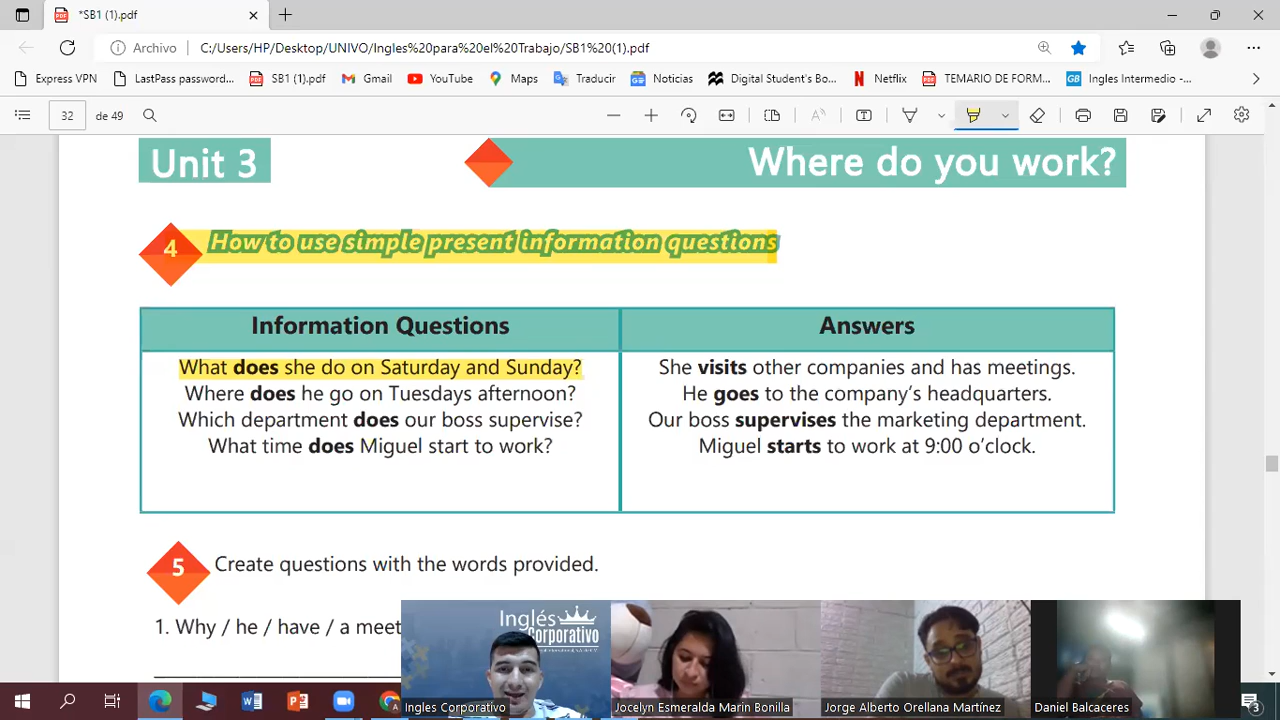 *SB1 (1).pdf
Archivo
C:/Users/HP/Desktop/UNIVO/Ingles%20para%20el%20Trabajo/SB1%20(1).pdf
Express VPN
LastPass password...
SB1 (1).pdf
Gmail
YouTube
Maps
Traducir
Noticias
Digital Student's Bo...
Netflix
TEMARIO DE FORM...
Ingles Intermedio -...
32
de 49
Unit 3
Where do you work?
4
How to use simple present information questions
Information Questions
Answers
What does she do on Saturday and Sunday?
She visits other companies and has meetings.
Where does he go on Tuesdays afternoon?
He goes to the company's headquarters.
Which department does our boss supervise?
Our boss supervises the marketing department.
What time does Miguel start to work?
Miguel starts to work at 9:00 o'clock.
5
Create questions with the words provided.
1. Why / he / have / a meet
Inglés
Corporativo
Ingles Corporativo
Jocelyn Esmeralda Marin Bonilla
Jorge Alberto Orellana Martínez
Daniel Balcaceres
3